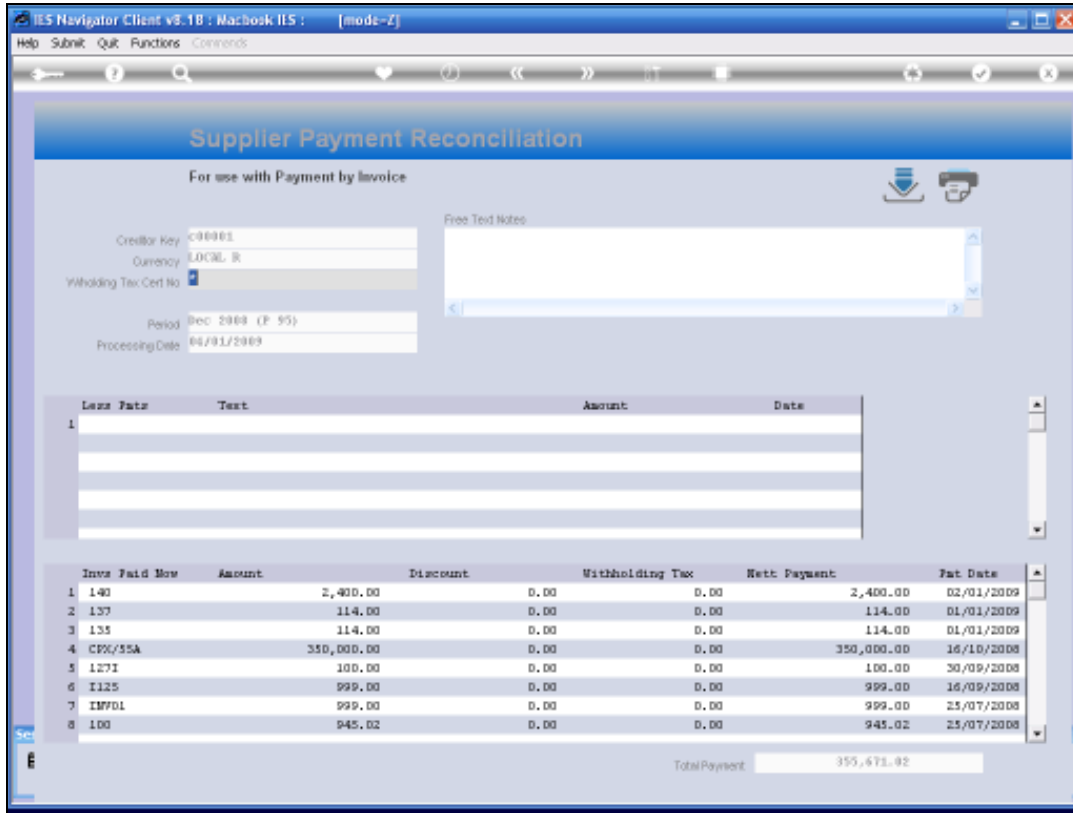 IES Navigator Client v8.1B : Macbook IES : [mode-Z]
Help Submit Quit Functions Commands
Supplier Payment Reconciliation
For use with Payment by Invoice
Free Text Notes
Creditor Key c00001
Currency LOCAL R
Witholding Tax Cert No *
Period Dec 2008 (P 95)
Processing Date 04/01/2009
Less Pats Text Amount Date
1
Invs Paid Now Amount Discount Withholding Tax Nett Payment Pmt Date
1 140 2,400.00 0.00 0.00 2,400.00 02/01/2009
2 137 114.00 0.00 0.00 114.00 01/01/2009
3 135 114.00 0.00 0.00 114.00 01/01/2009
4 CPX/55A 350,000.00 0.00 0.00 350,000.00 16/10/2008
5 127I 100.00 0.00 0.00 100.00 30/09/2008
6 I125 999.00 0.00 0.00 999.00 16/09/2008
7 INV01 999.00 0.00 0.00 999.00 25/07/2008
8 100 945.02 0.00 0.00 945.02 25/07/2008
Total Payment 355,671.02